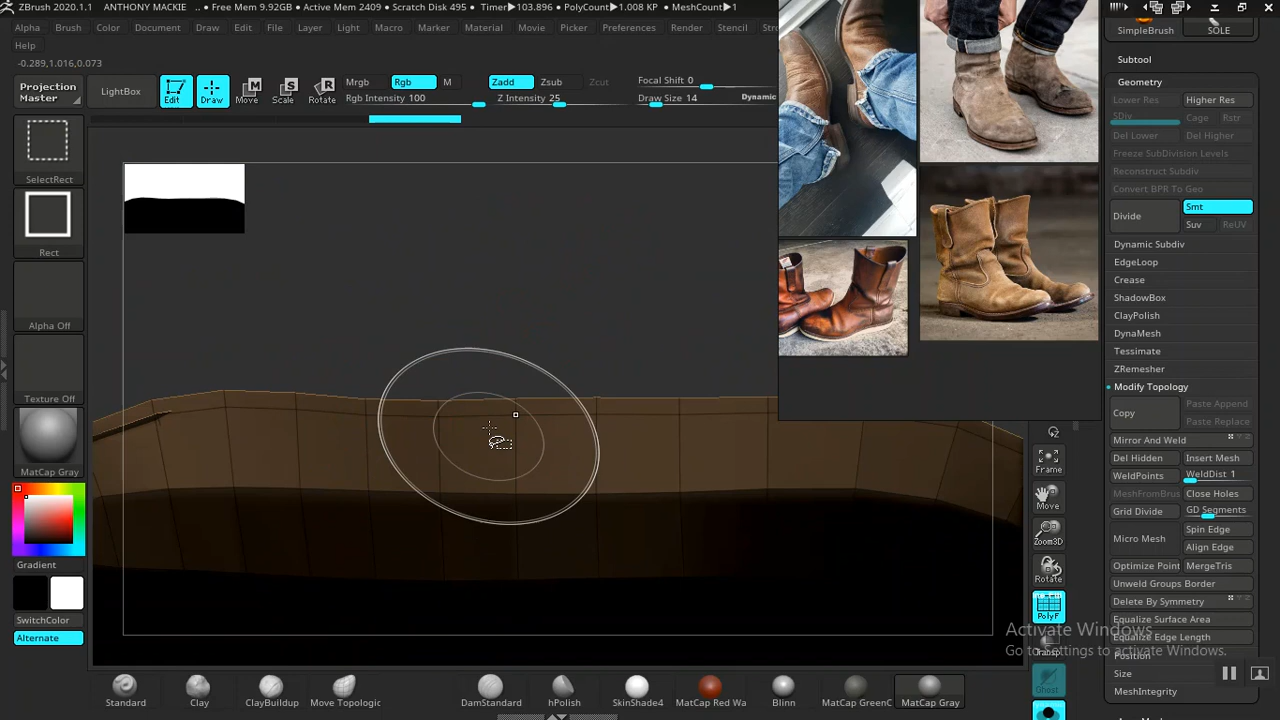 ZBrush 2020.1.1 ANTHONY MACKIE .. • Free Mem 9.92GB • Active Mem 2409 • Scratch Disk 495 • Timer▶103.896 • PolyCount▶1.008 KP • MeshCount▶1
Alpha Brush Color Document Draw Edit File Layer Light Macro Marker Material Movie Picker Preferences Render Stencil Stro
Help
-0.289,1.016,0.073
Projection Master
LightBox
Edit Draw Move Scale Rotate
Mrgb Rgb M
Rgb Intensity 100
Zadd Zsub Zcut
Z Intensity 25
Focal Shift 0
Draw Size 14 Dynamic
SelectRect
Rect
Alpha Off
Texture Off
MatCap Gray
Gradient
SwitchColor
Alternate
Standard Clay ClayBuildup Move Topologic DamStandard hPolish SkinShade4 MatCap Red Wa Blinn MatCap GreenC MatCap Gray
Frame
Move
Zoom3D
Rotate
PolyF
Transp
Ghost
SimpleBrush SOLE
Subtool
Geometry
Lower Res Higher Res
SDiv Cage Rstr
Del Lower Del Higher
Freeze SubDivision Levels
Reconstruct Subdiv
Convert BPR To Geo
Divide Smt
Suv ReUV
Dynamic Subdiv
EdgeLoop
Crease
ShadowBox
ClayPolish
DynaMesh
Tessimate
ZRemesher
Modify Topology
Copy Paste Append
Paste Replace
Mirror And Weld
Del Hidden Insert Mesh
WeldPoints WeldDist 1
MeshFromBrus Close Holes
Grid Divide GD Segments
Micro Mesh Spin Edge
Align Edge
Optimize Point MergeTris
Unweld Groups Border
Delete By Symmetry
Equalize Surface Area
Equalize Edge Length
Position
Size
MeshIntegrity
Activate Windows
Go to Settings to activate Windows.